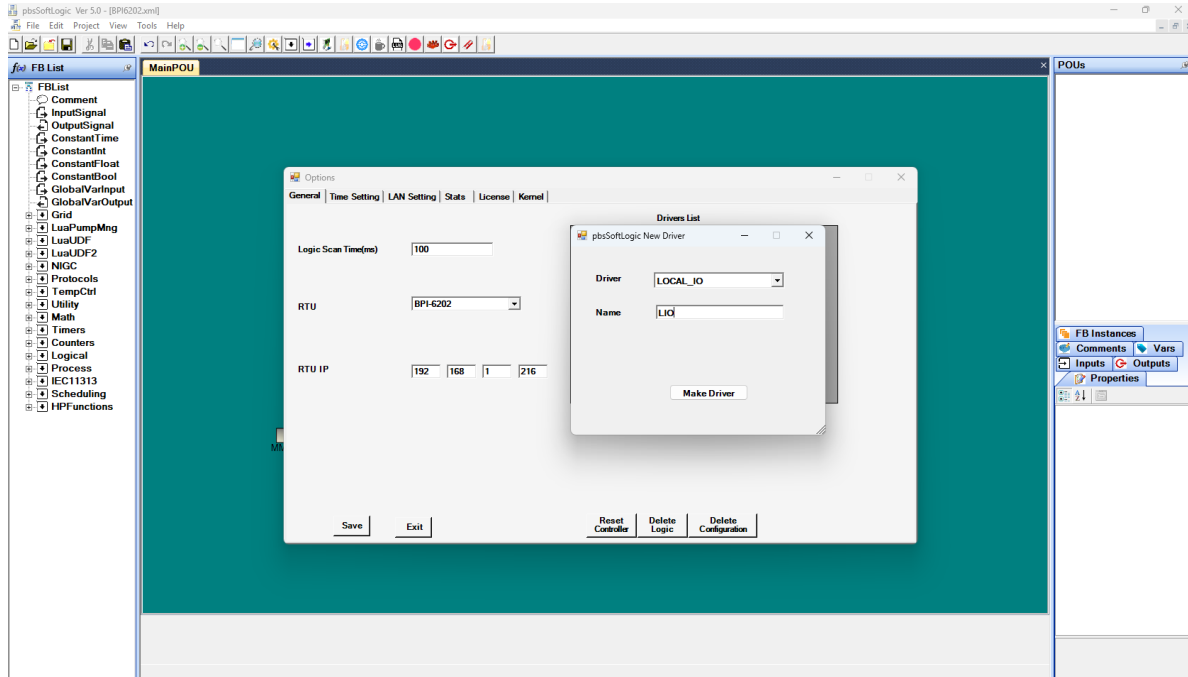 pbsSoftLogic Ver 5.0 - [BPI6202.xml]
File Edit Project View Tools Help
f(x) FB List
FBList
Comment
InputSignal
OutputSignal
ConstantTime
ConstantInt
ConstantFloat
ConstantBool
GlobalVarInput
GlobalVarOutput
Grid
LuaPumpMng
LuaUDF
LuaUDF2
NIGC
Protocols
TempCtrl
Utility
Math
Timers
Counters
Logical
Process
IEC11313
Scheduling
HPFunctions
MainPOU
Options
General Time Setting LAN Setting Stats License Kernel
Drivers List
Logic Scan Time(ms) 100
RTU BPI-6202
RTU IP 192 168 1 216
Save Exit
Reset Controller
Delete Logic
Delete Configuration
pbsSoftLogic New Driver
Driver LOCAL_IO
Name LIO
Make Driver
POUs
FB Instances
Comments Vars
Inputs Outputs
Properties